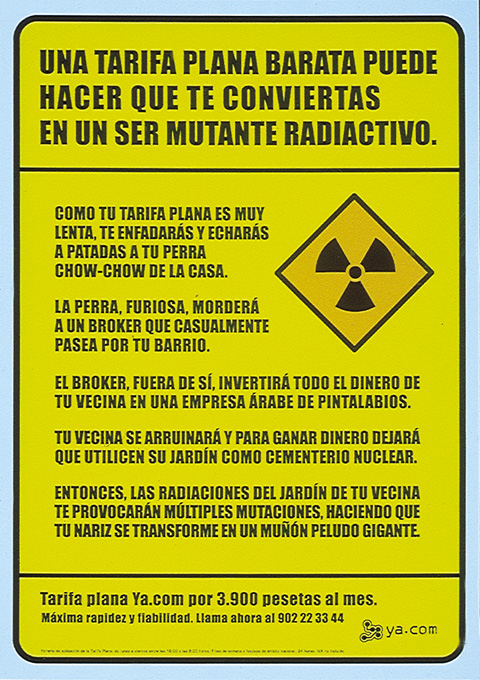 UNA TARIFA PLANA BARATA PUEDE
HACER QUE TE CONVIERTAS
EN UN SER MUTANTE RADIACTIVO.
COMO TU TARIFA PLANA ES MUY
LENTA, TE ENFADARÁS Y ECHARÁS
A PATADAS A TU PERRA
CHOW-CHOW DE LA CASA.
LA PERRA, FURIOSA, MORDERÁ
A UN BROKER QUE CASUALMENTE
PASEA POR TU BARRIO.
EL BROKER, FUERA DE SÍ, INVERTIRÁ TODO EL DINERO DE
TU VECINA EN UNA EMPRESA ÁRABE DE PINTALABIOS.
TU VECINA SE ARRUINARÁ Y PARA GANAR DINERO DEJARÁ
QUE UTILICEN SU JARDÍN COMO CEMENTERIO NUCLEAR.
ENTONCES, LAS RADIACIONES DEL JARDÍN DE TU VECINA
TE PROVOCARÁN MÚLTIPLES MUTACIONES, HACIENDO QUE
TU NARIZ SE TRANSFORME EN UN MUÑÓN PELUDO GIGANTE.
Tarifa plana Ya.com por 3.900 pesetas al mes.
Máxima rapidez y fiabilidad. Llama ahora al 902 22 33 44
ya.com